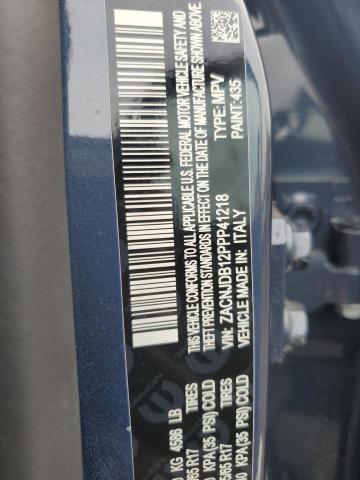 THIS VEHICLE CONFORMS TO ALL
APPLICABLE U.S. FEDERAL MOTOR VEHICLE SAFETY AND
THEFT PREVENTION STANDARDS IN EFFECT ON THE
DATE OF MANUFACTURE SHOWN ABOVE
VIN: ZACNJDB12PPP41218 TYPE: MPV
VEHICLE MADE IN: ITALY PAINT: 435
KG 4586 LB
TIRES
R17
KPA (35 PSI) COLD
TIRES
565 R17
KPA (35 PSI) COLD